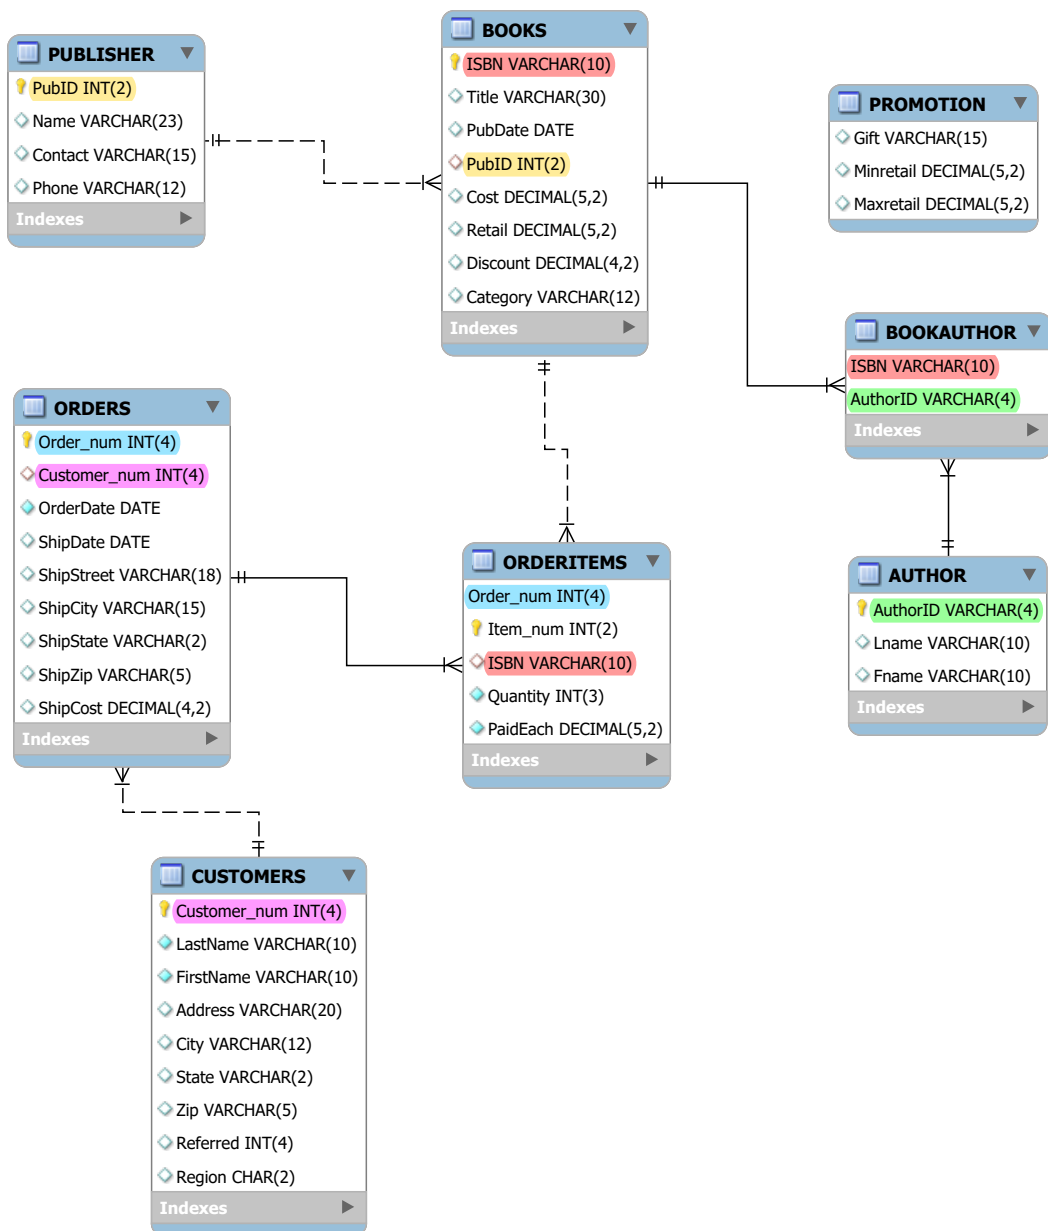 PUBLISHER
PubID INT(2)
Name VARCHAR(23)
Contact VARCHAR(15)
Phone VARCHAR(12)
Indexes
BOOKS
ISBN VARCHAR(10)
Title VARCHAR(30)
PubDate DATE
PubID INT(2)
Cost DECIMAL(5,2)
Retail DECIMAL(5,2)
Discount DECIMAL(4,2)
Category VARCHAR(12)
Indexes
PROMOTION
Gift VARCHAR(15)
Minretail DECIMAL(5,2)
Maxretail DECIMAL(5,2)
BOOKAUTHOR
ISBN VARCHAR(10)
AuthorID VARCHAR(4)
Indexes
ORDERS
Order_num INT(4)
Customer_num INT(4)
OrderDate DATE
ShipDate DATE
ShipStreet VARCHAR(18)
ShipCity VARCHAR(15)
ShipState VARCHAR(2)
ShipZip VARCHAR(5)
ShipCost DECIMAL(4,2)
Indexes
ORDERITEMS
Order_num INT(4)
Item_num INT(2)
ISBN VARCHAR(10)
Quantity INT(3)
PaidEach DECIMAL(5,2)
Indexes
AUTHOR
AuthorID VARCHAR(4)
Lname VARCHAR(10)
Fname VARCHAR(10)
Indexes
CUSTOMERS
Customer_num INT(4)
LastName VARCHAR(10)
FirstName VARCHAR(10)
Address VARCHAR(20)
City VARCHAR(12)
State VARCHAR(2)
Zip VARCHAR(5)
Referred INT(4)
Region CHAR(2)
Indexes